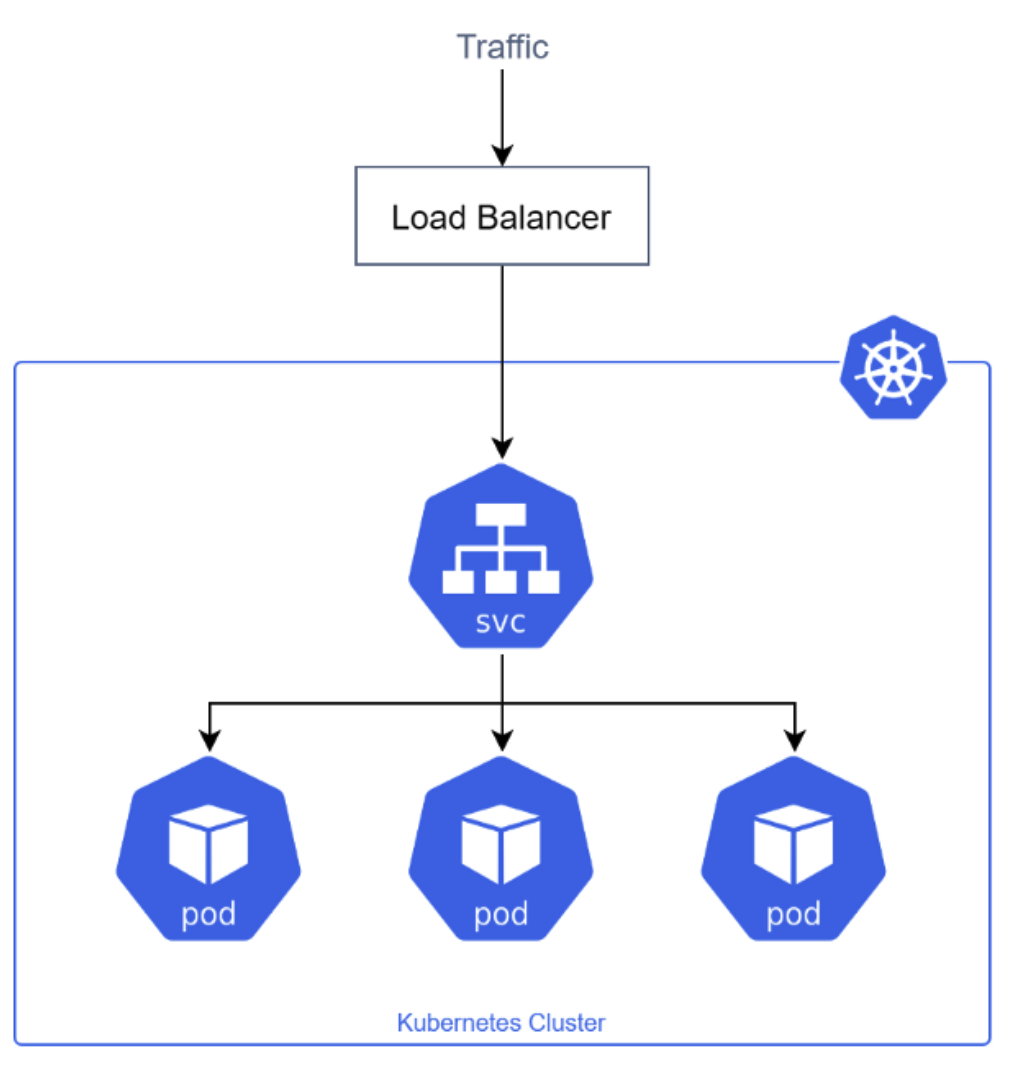 Traffic
Load Balancer
svc
pod
pod
pod
Kubernetes Cluster